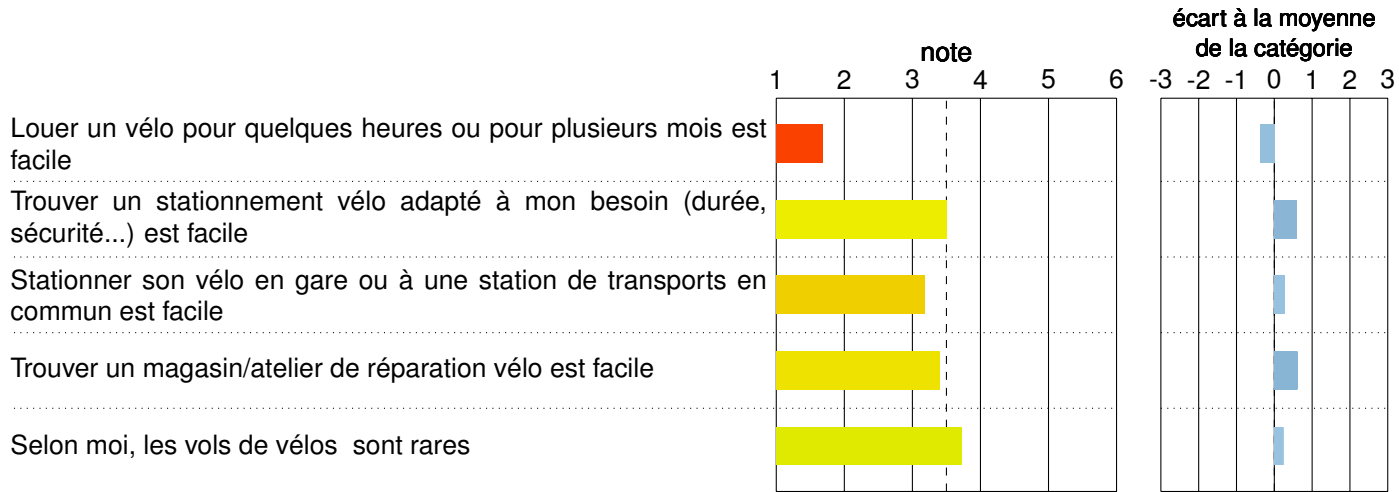 écart à la moyenne
de la catégorie
note
1 2 3 4 5 6
-3 -2 -1 0 1 2 3
Louer un vélo pour quelques heures ou pour plusieurs mois est
facile
Trouver un stationnement vélo adapté à mon besoin (durée,
sécurité...) est facile
Stationner son vélo en gare ou à une station de transports en
commun est facile
Trouver un magasin/atelier de réparation vélo est facile
Selon moi, les vols de vélos sont rares